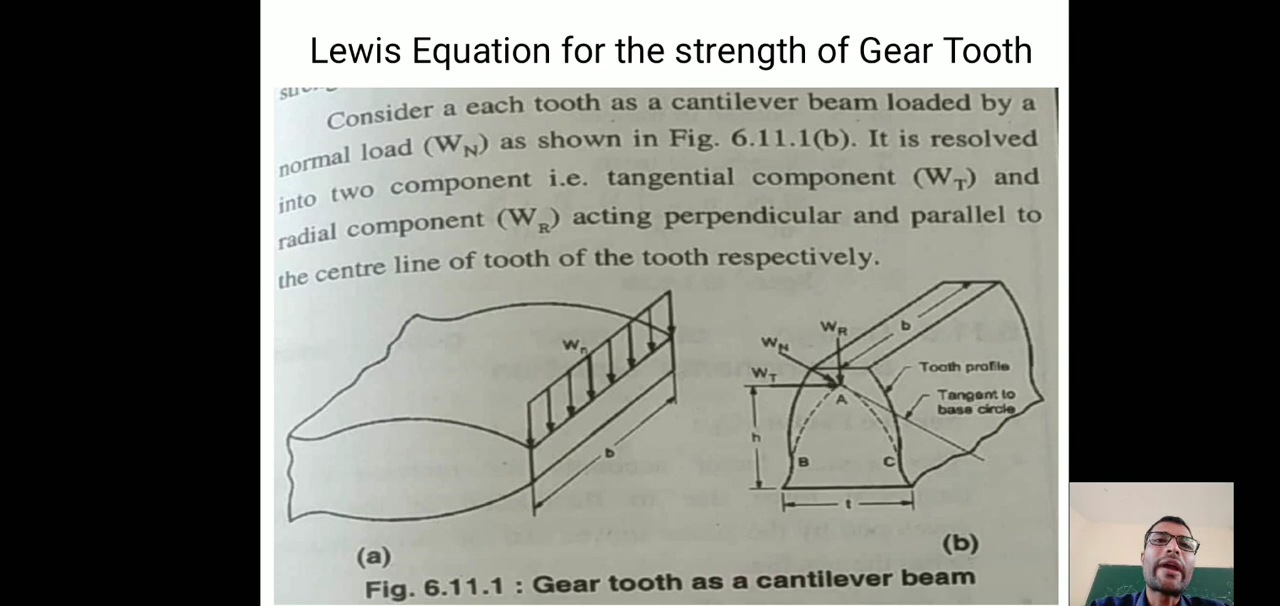 Lewis Equation for the strength of Gear Tooth
Consider a each tooth as a cantilever beam loaded by a
normal load (W_N) as shown in Fig. 6.11.1(b). It is resolved
into two component i.e. tangential component (W_T) and
radial component (W_R) acting perpendicular and parallel to
the centre line of tooth of the tooth respectively.
W_n
b
W_R
b
W_N
W_T
Tooth profile
A
Tangent to
base circle
h
B
C
t
(a)
(b)
Fig. 6.11.1 : Gear tooth as a cantilever beam